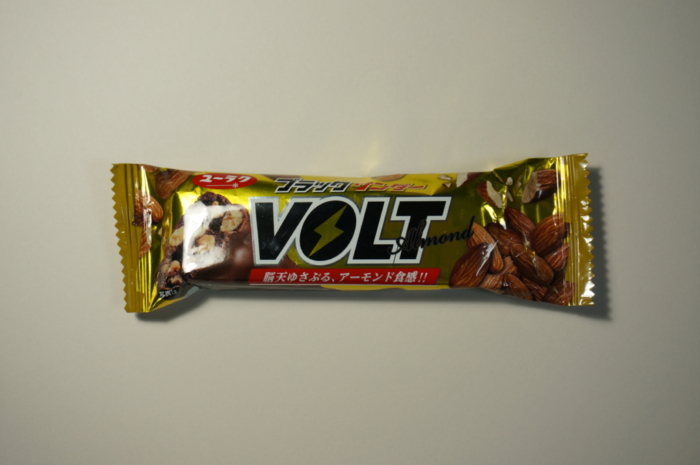 ユーラク
ブラックサンダー
VOLT
Almond
脳天ゆさぶる、アーモンド食感!!